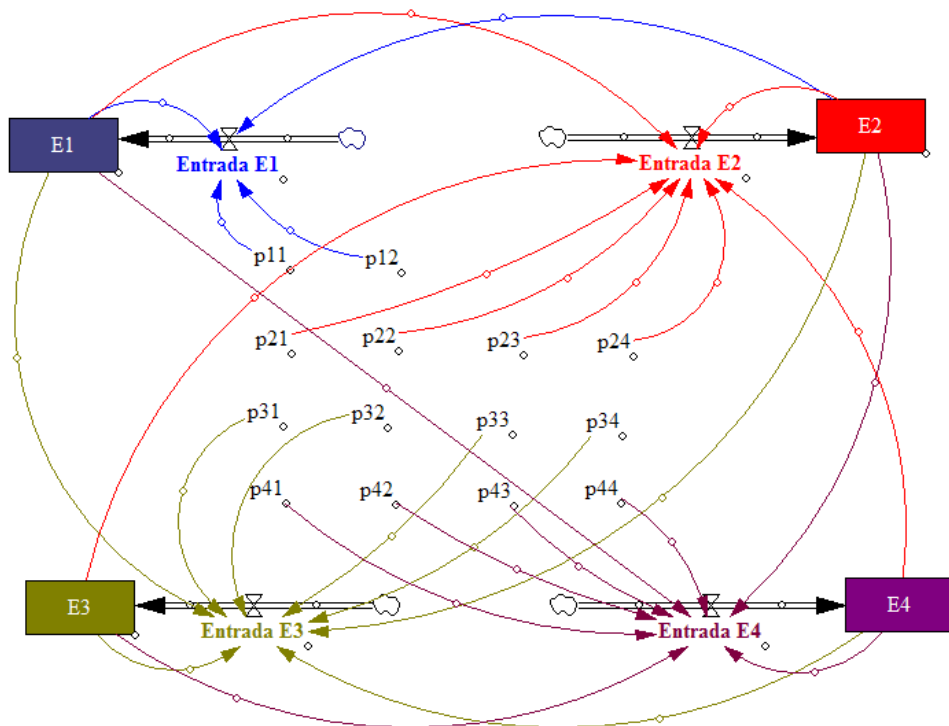 E1
E2
Entrada E1
Entrada E2
p11
p12
p21
p22
p23
p24
p31
p32
p33
p34
p41
p42
p43
p44
E3
E4
Entrada E3
Entrada E4